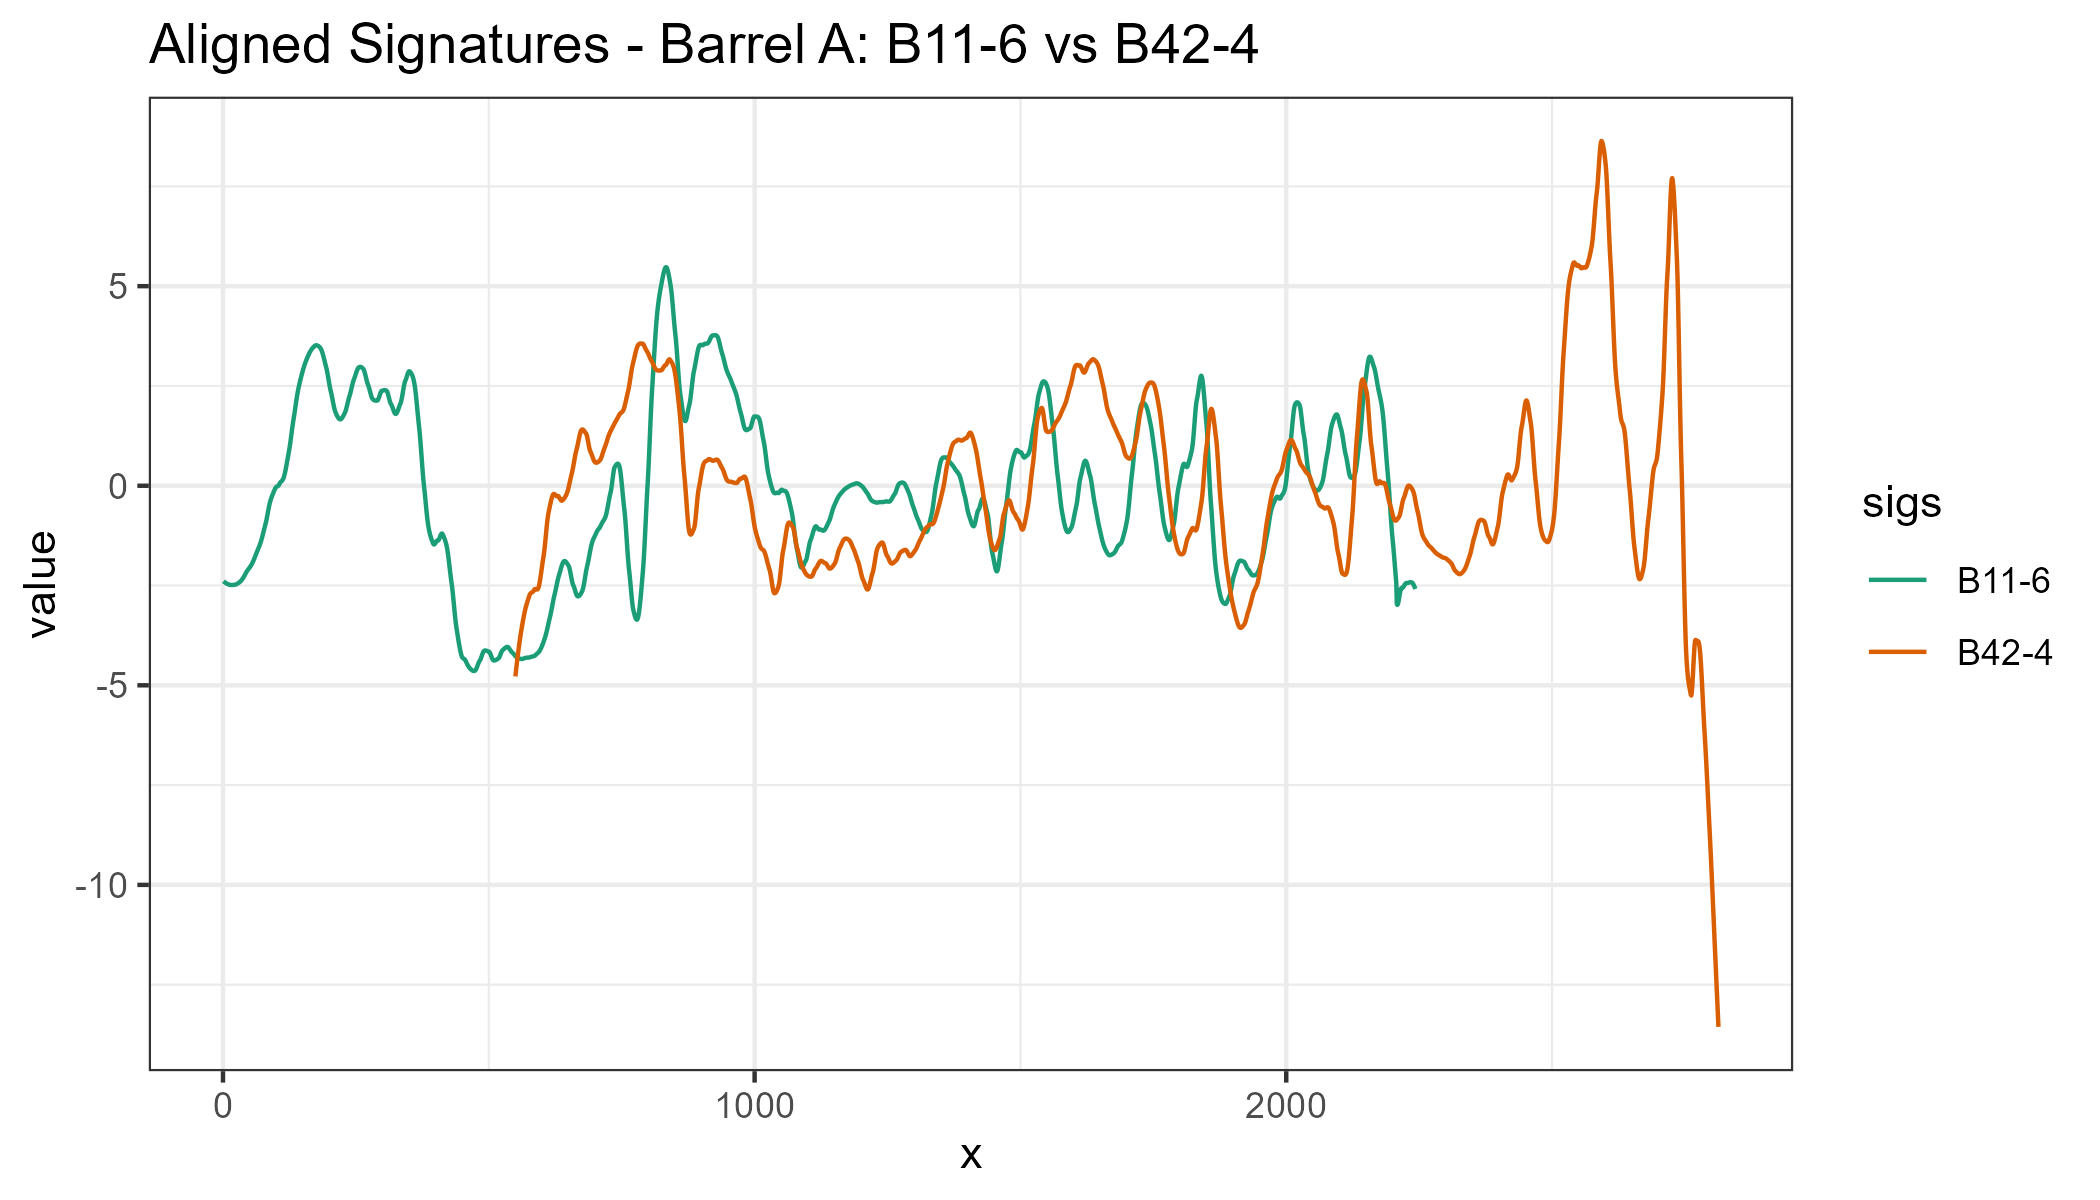 Aligned Signatures - Barrel A: B11-6 vs B42-4
value
5
0
-5
-10
0 1000 2000
x
sigs
B11-6
B42-4